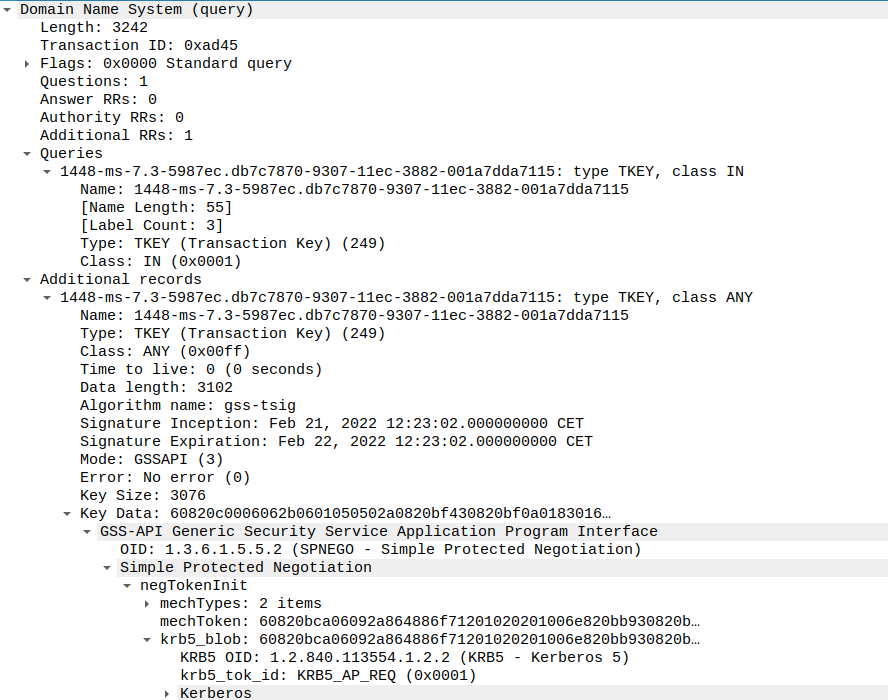 Domain Name System (query)
Length: 3242
Transaction ID: 0xad45
Flags: 0x0000 Standard query
Questions: 1
Answer RRs: 0
Authority RRs: 0
Additional RRs: 1
Queries
1448-ms-7.3-5987ec.db7c7870-9307-11ec-3882-001a7dda7115: type TKEY, class IN
Name: 1448-ms-7.3-5987ec.db7c7870-9307-11ec-3882-001a7dda7115
[Name Length: 55]
[Label Count: 3]
Type: TKEY (Transaction Key) (249)
Class: IN (0x0001)
Additional records
1448-ms-7.3-5987ec.db7c7870-9307-11ec-3882-001a7dda7115: type TKEY, class ANY
Name: 1448-ms-7.3-5987ec.db7c7870-9307-11ec-3882-001a7dda7115
Type: TKEY (Transaction Key) (249)
Class: ANY (0x00ff)
Time to live: 0 (0 seconds)
Data length: 3102
Algorithm name: gss-tsig
Signature Inception: Feb 21, 2022 12:23:02.000000000 CET
Signature Expiration: Feb 22, 2022 12:23:02.000000000 CET
Mode: GSSAPI (3)
Error: No error (0)
Key Size: 3076
Key Data: 60820c0006062b0601050502a0820bf430820bf0a0183016…
GSS-API Generic Security Service Application Program Interface
OID: 1.3.6.1.5.5.2 (SPNEGO - Simple Protected Negotiation)
Simple Protected Negotiation
negTokenInit
mechTypes: 2 items
mechToken: 60820bca06092a864886f71201020201006e820bb930820b…
krb5_blob: 60820bca06092a864886f71201020201006e820bb930820b…
KRB5 OID: 1.2.840.113554.1.2.2 (KRB5 - Kerberos 5)
krb5_tok_id: KRB5_AP_REQ (0x0001)
Kerberos